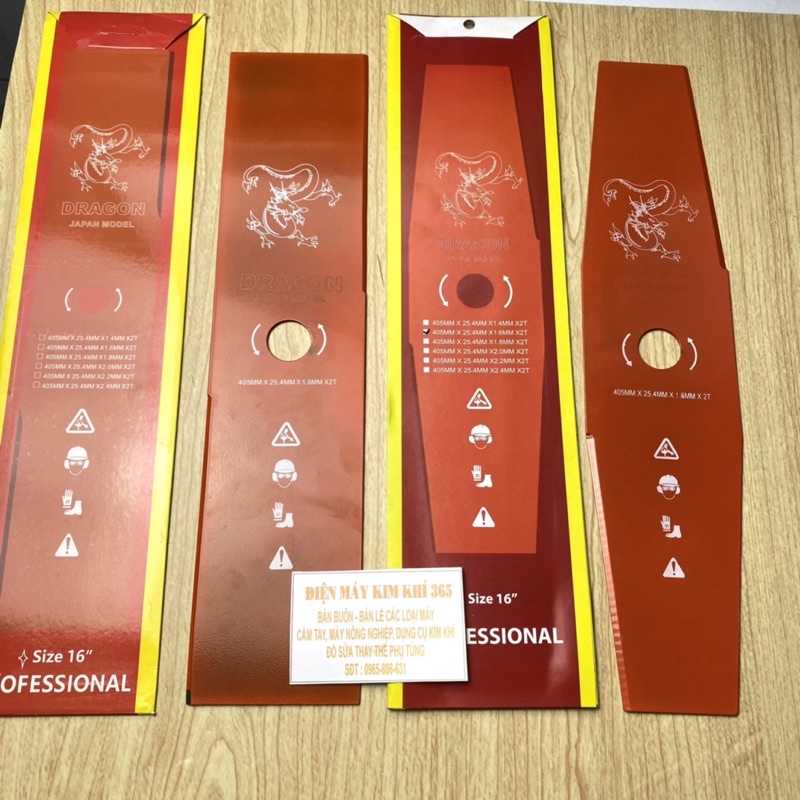 DRAGON
JAPAN MODEL
405MM X 25.4MM X1.4MM X2T
405MM X 25.4MM X1.6MM X2T
405MM X 25.4MM X1.8MM X2T
405MM X 25.4MM X2.0MM X2T
405MM X 25.4MM X2.2MM X2T
405MM X 25.4MM X2.4MM X2T
Size 16"
OFESSIONAL
DRAGON
JAPAN MODEL
405MM X 25.4MM X 1.6MM X2T
DRAGON
JAPAN MODEL
405MM X 25.4MM X1.4MM X2T
405MM X 25.4MM X1.6MM X2T
405MM X 25.4MM X1.8MM X2T
405MM X 25.4MM X2.0MM X2T
405MM X 25.4MM X2.2MM X2T
405MM X 25.4MM X2.4MM X2T
Size 16"
ESSIONAL
405MM X 25.4MM X 1.6MM X 2T
ĐIỆN MÁY KIM KHÍ 365
BÁN BUÔN - BÁN LẺ CÁC LOẠI MÁY
CẦM TAY, MÁY NÔNG NGHIỆP, DỤNG CỤ KIM KHÍ
ĐỒ SỬA THAY THẾ PHỤ TÙNG
SĐT : 0965-806-631